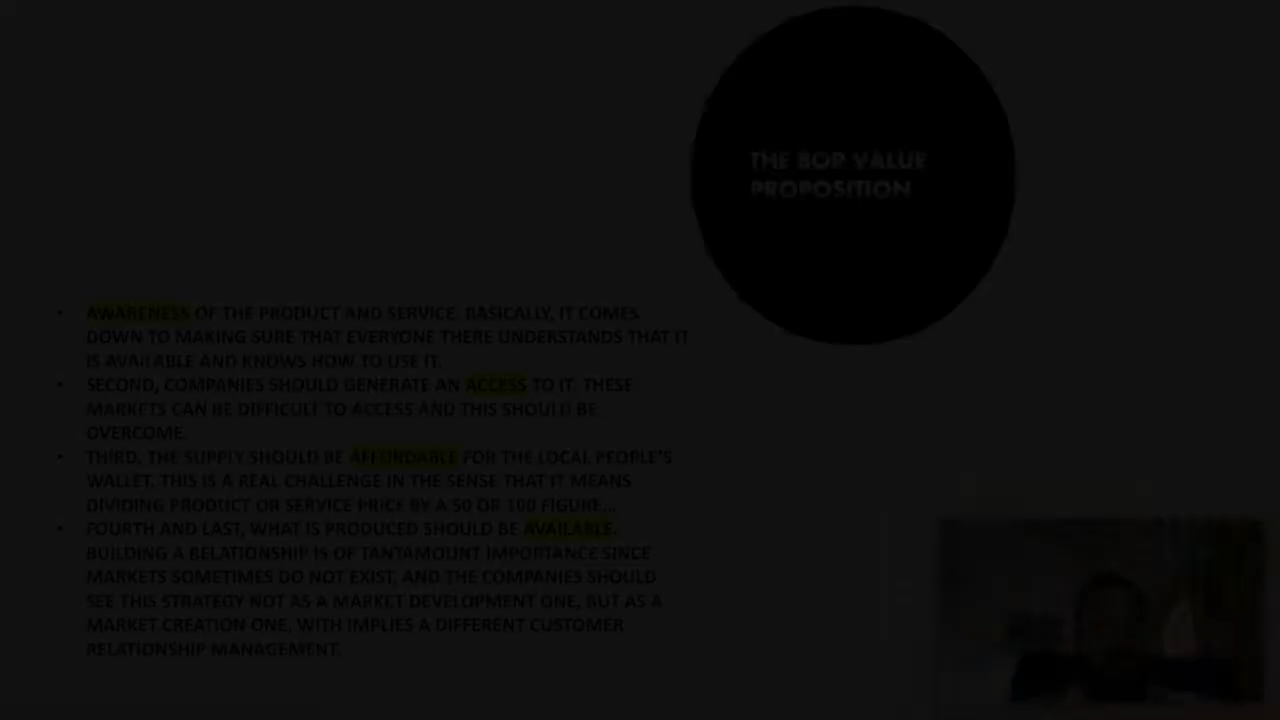 THE BOP VALUE
PROPOSITION
• AWARENESS OF THE PRODUCT AND SERVICE. BASICALLY, IT COMES
DOWN TO MAKING SURE THAT EVERYONE THERE UNDERSTANDS THAT IT
IS AVAILABLE AND KNOWS HOW TO USE IT.
• SECOND, COMPANIES SHOULD GENERATE AN ACCESS TO IT. THESE
MARKETS CAN BE DIFFICULT TO ACCESS AND THIS SHOULD BE
OVERCOME.
• THIRD, THE SUPPLY SHOULD BE AFFORDABLE FOR THE LOCAL PEOPLE'S
WALLET. THIS IS A REAL CHALLENGE IN THE SENSE THAT IT MEANS
DIVIDING PRODUCT OR SERVICE PRICE BY A 50 OR 100 FIGURE...
• FOURTH AND LAST, WHAT IS PRODUCED SHOULD BE AVAILABLE.
BUILDING A RELATIONSHIP IS OF TANTAMOUNT IMPORTANCE SINCE
MARKETS SOMETIMES DO NOT EXIST, AND THE COMPANIES SHOULD
SEE THIS STRATEGY NOT AS A MARKET DEVELOPMENT ONE, BUT AS A
MARKET CREATION ONE, WITH IMPLIES A DIFFERENT CUSTOMER
RELATIONSHIP MANAGEMENT.